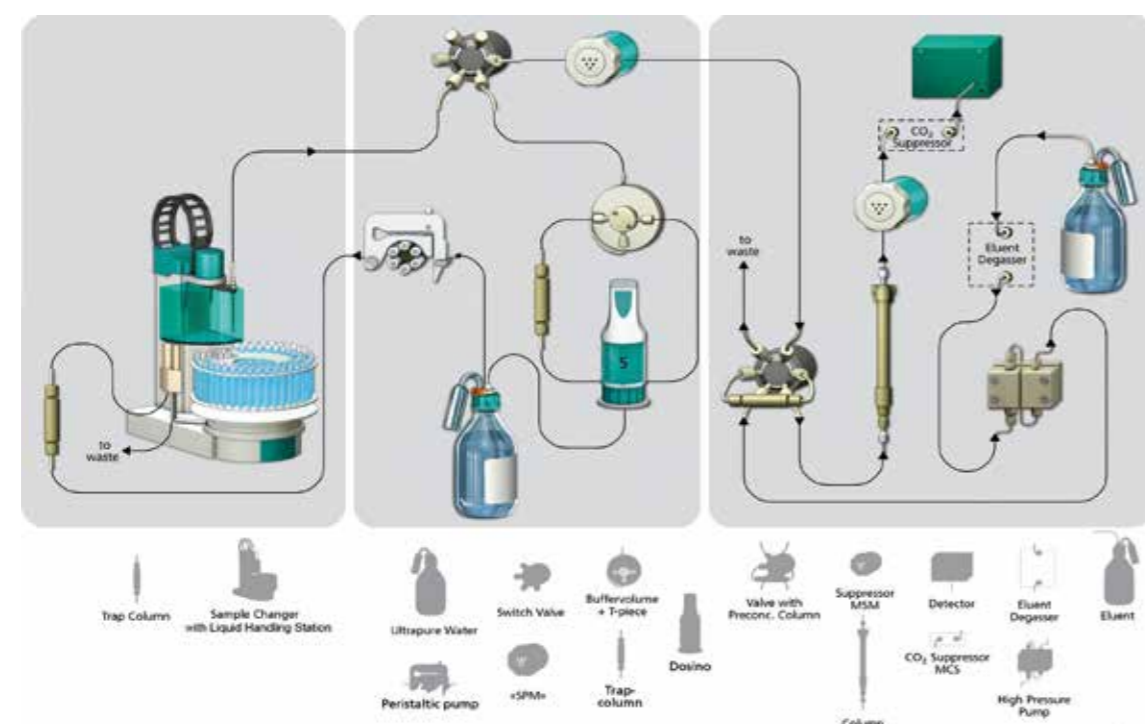 to
waste
5
to
waste
CO₂
Suppressor
Eluent
Degasser
Trap Column
Sample Changer
with Liquid Handling Station
Ultrapure Water
Peristaltic pump
Switch Valve
«SPM»
Buffervolume
+ T-piece
Trap-
column
Dosino
Valve with
Preconc. Column
Suppressor
MSM
Column
Detector
CO₂ Suppressor
MCS
Eluent
Degasser
High Pressure
Pump
Eluent